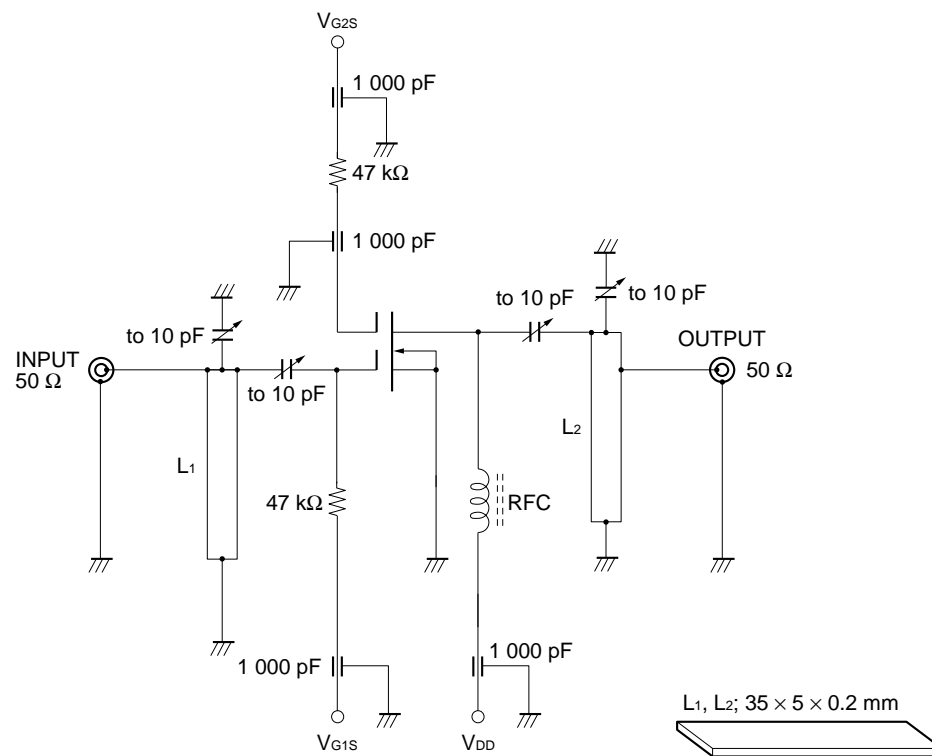 VG2S
1 000 pF
47 kΩ
1 000 pF
to 10 pF
INPUT
50 Ω
to 10 pF
L1
47 kΩ
1 000 pF
VG1S
to 10 pF
to 10 pF
OUTPUT
50 Ω
L2
RFC
1 000 pF
VDD
L1, L2; 35 × 5 × 0.2 mm